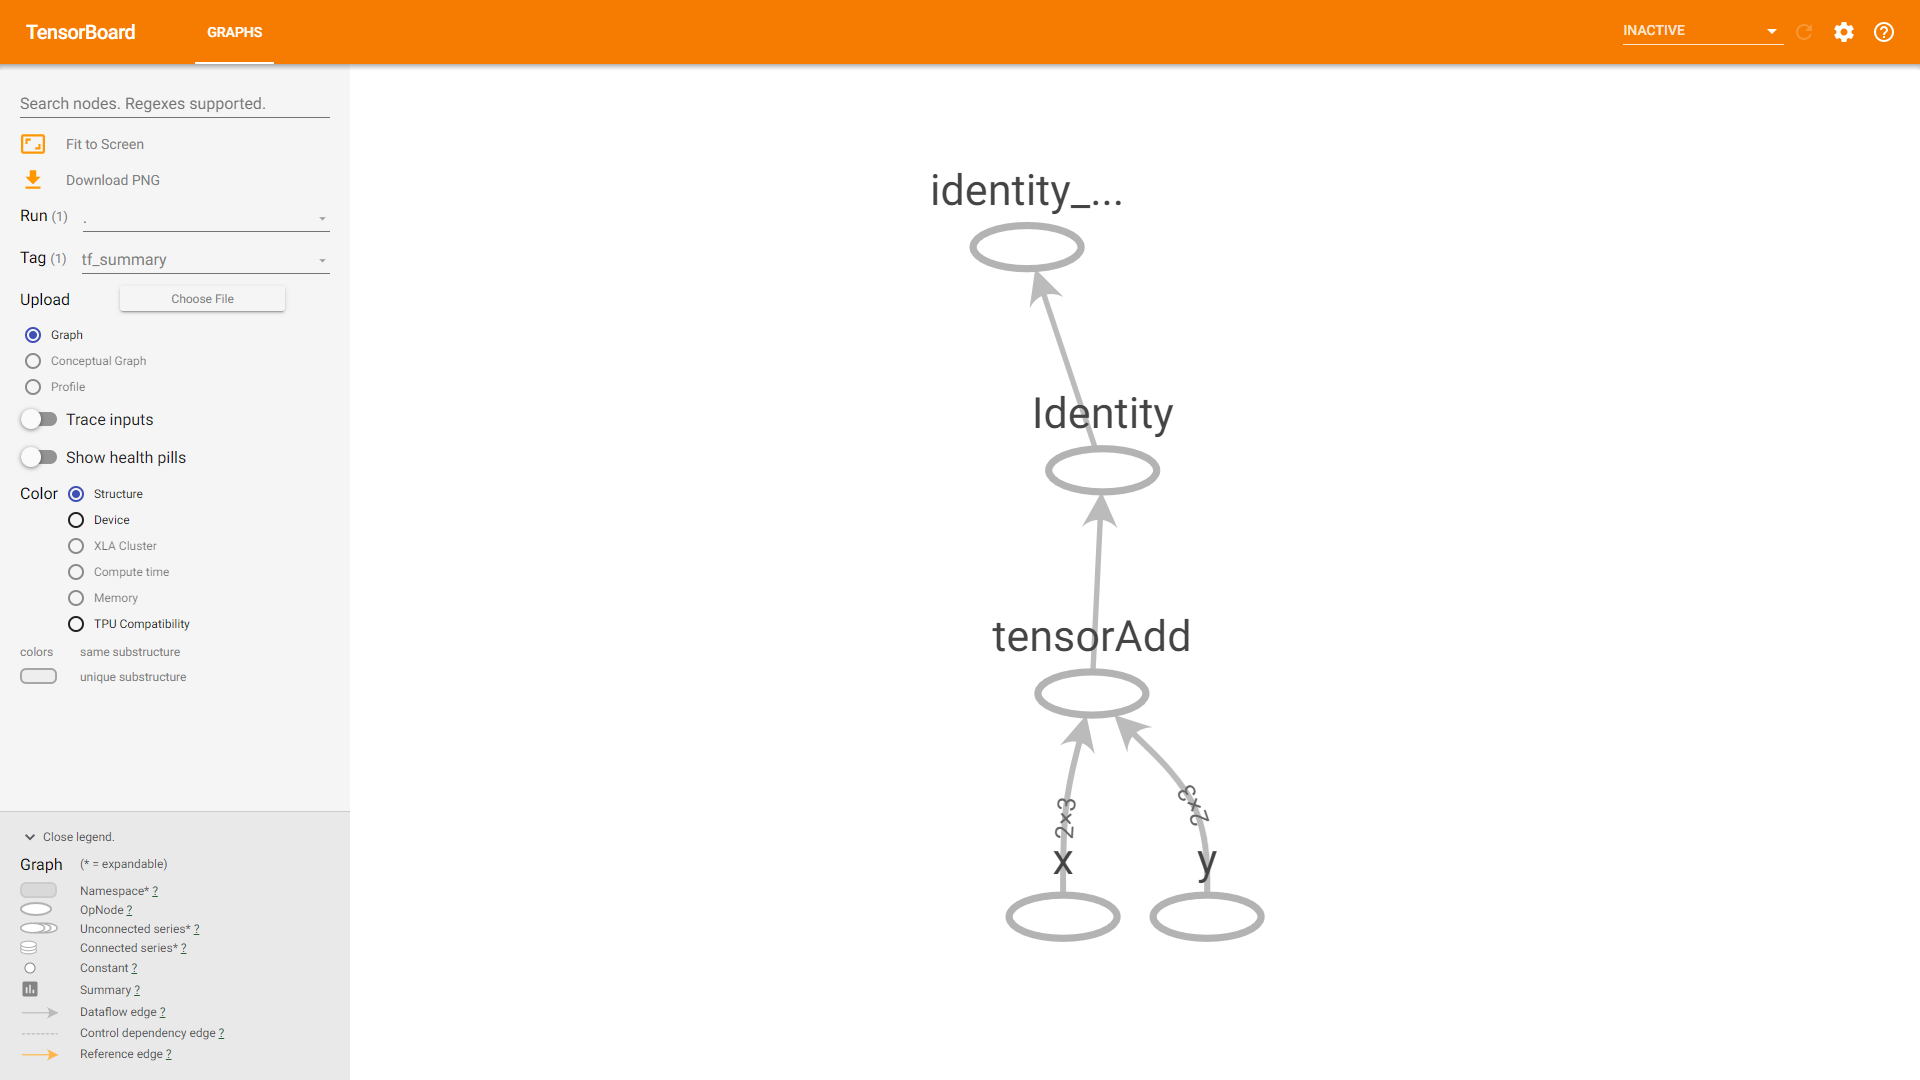 TensorBoard
GRAPHS
INACTIVE
Search nodes. Regexes supported.
Fit to Screen
Download PNG
Run (1) .
Tag (1) tf_summary
Upload Choose File
Graph
Conceptual Graph
Profile
Trace inputs
Show health pills
Color Structure
Device
XLA Cluster
Compute time
Memory
TPU Compatibility
colors same substructure
unique substructure
Close legend.
Graph (* = expandable)
Namespace* ?
OpNode ?
Unconnected series* ?
Connected series* ?
Constant ?
Summary ?
Dataflow edge ?
Control dependency edge ?
Reference edge ?
identity_...
Identity
tensorAdd
2×3
2×3
x
y